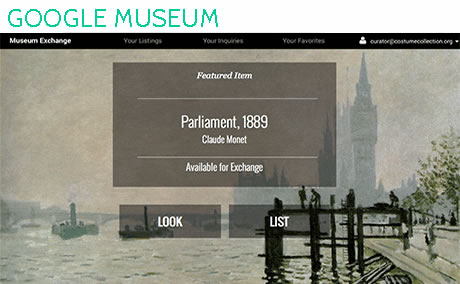 GOOGLE MUSEUM
Museum Exchange Your Listings Your Inquiries Your Favorites curator@costumecollection.org
Featured Item
Parliament, 1889
Claude Monet
Available for Exchange
LOOK LIST